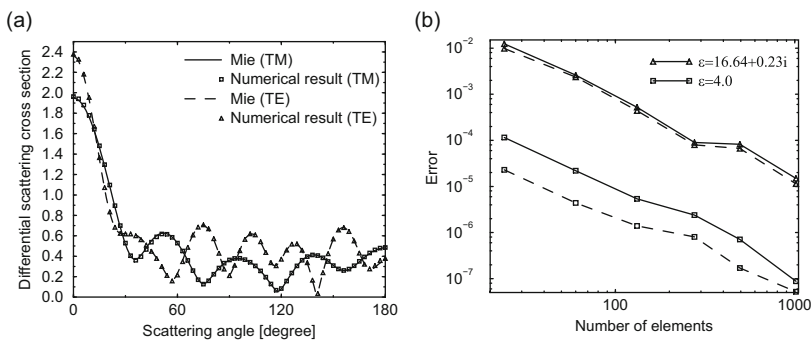 (a)
Differential scattering cross section
2.4
2.2
2.0
1.8
1.6
1.4
1.2
1.0
0.8
0.6
0.4
0.2
0.0
0
60
120
180
Scattering angle [degree]
Mie (TM)
Numerical result (TM)
Mie (TE)
Numerical result (TE)
(b)
Error
10⁻²
10⁻³
10⁻⁴
10⁻⁵
10⁻⁶
10⁻⁷
100
1000
Number of elements
ε=16.64+0.23i
ε=4.0